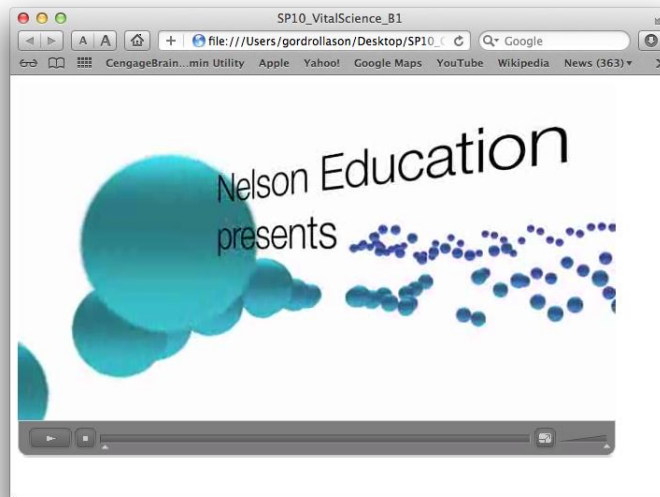 SP10_VitalScience_B1
A A + file:///Users/gordrollason/Desktop/SP10_ Google
CengageBrain...min Utility Apple Yahoo! Google Maps YouTube Wikipedia News (363)
Nelson Education
presents